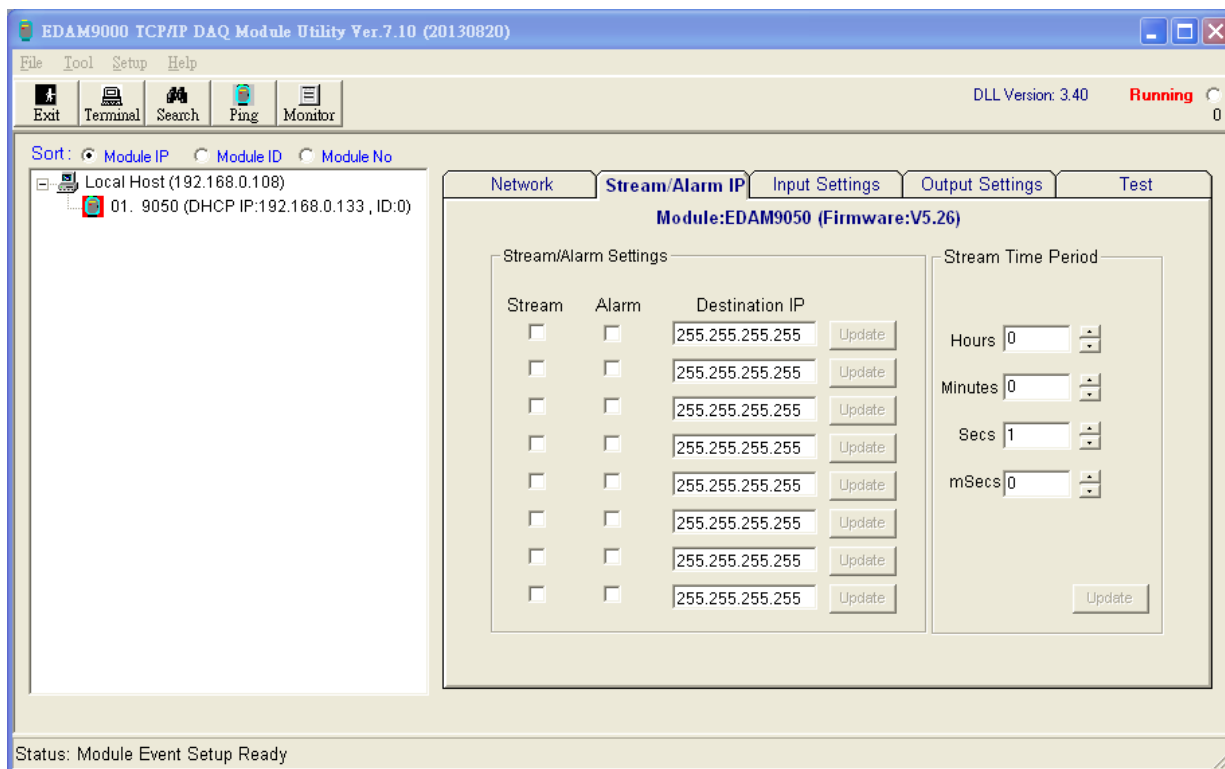 EDAM9000 TCP/IP DAQ Module Utility Ver.7.10 (20130820)
File Tool Setup Help
Exit Terminal Search Ping Monitor
DLL Version: 3.40 Running 0
Sort: Module IP Module ID Module No
Local Host (192.168.0.108)
01. 9050 (DHCP IP:192.168.0.133 , ID:0)
Network Stream/Alarm IP Input Settings Output Settings Test
Module:EDAM9050 (Firmware:V5.26)
Stream/Alarm Settings
Stream Alarm Destination IP
255.255.255.255 Update
255.255.255.255 Update
255.255.255.255 Update
255.255.255.255 Update
255.255.255.255 Update
255.255.255.255 Update
255.255.255.255 Update
255.255.255.255 Update
Stream Time Period
Hours 0
Minutes 0
Secs 1
mSecs 0
Update
Status: Module Event Setup Ready